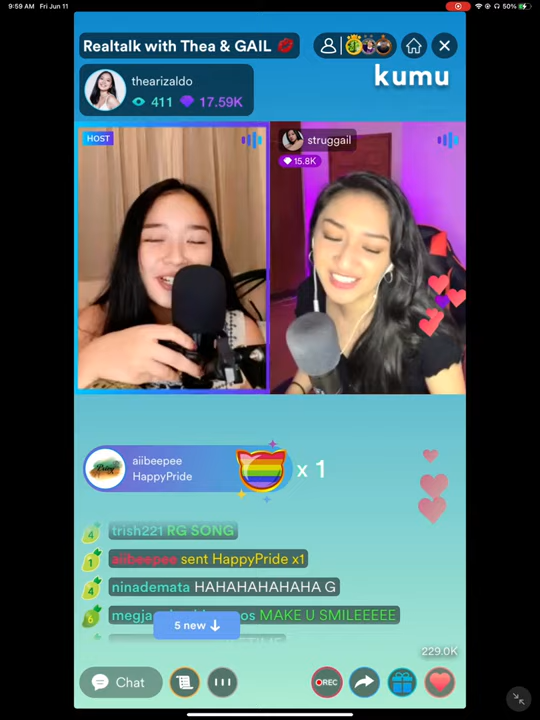 9:59 AM Fri Jun 11
50%
Realtalk with Thea & GAIL
kumu
thearizaldo
411 17.59K
HOST
struggail
15.8K
aiibeepee
HappyPride
x 1
4 trish221 RG SONG
1 aiibeepee sent HappyPride x1
4 ninademata HAHAHAHAHAHA G
6 MAKE U SMILEEEEE
5 new
229.0K
Chat
REC